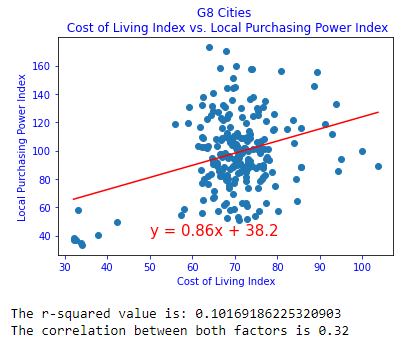 G8 Cities
Cost of Living Index vs. Local Purchasing Power Index
Local Purchasing Power Index
160
140
120
100
80
60
40
y = 0.86x + 38.2
30 40 50 60 70 80 90 100
Cost of Living Index
The r-squared value is: 0.10169186225320903
The correlation between both factors is 0.32